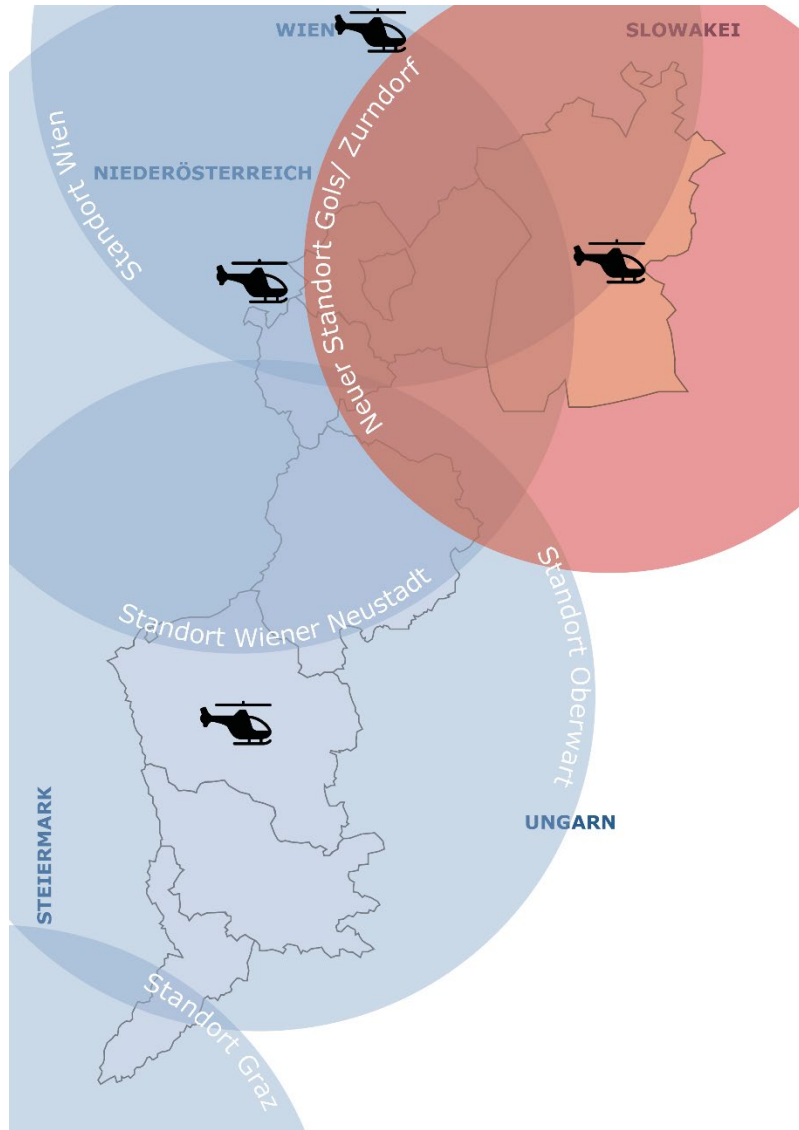 WIEN
SLOWAKEI
Standort Wien
NIEDERÖSTERREICH
Neuer Standort Gols/ Zurndorf
Standort Wiener Neustadt
Standort Oberwart
UNGARN
STEIERMARK
Standort Graz